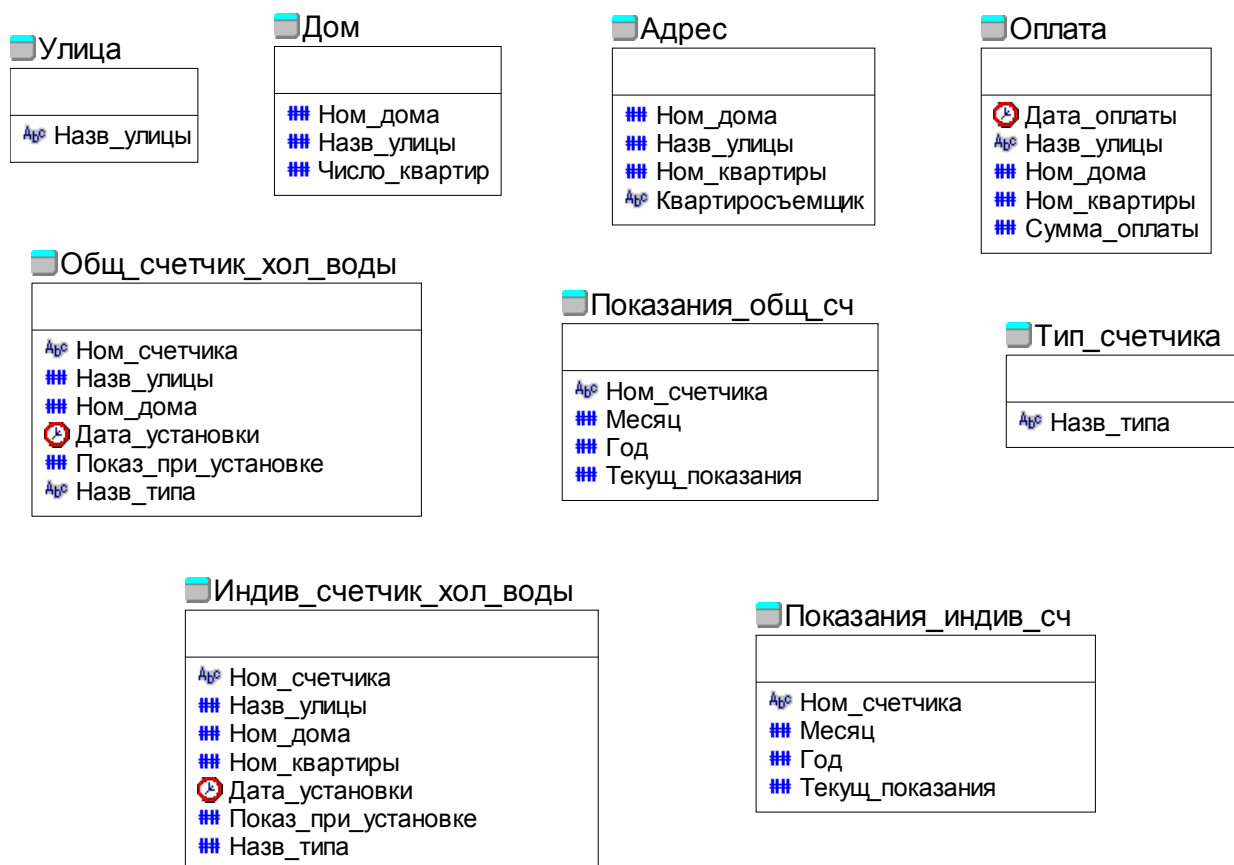 Улица
Назв_улицы
Дом
Ном_дома
Назв_улицы
Число_квартир
Адрес
Ном_дома
Назв_улицы
Ном_квартиры
Квартиросъемщик
Оплата
Дата_оплаты
Назв_улицы
Ном_дома
Ном_квартиры
Сумма_оплаты
Общ_счетчик_хол_воды
Ном_счетчика
Назв_улицы
Ном_дома
Дата_установки
Показ_при_установке
Назв_типа
Показания_общ_сч
Ном_счетчика
Месяц
Год
Текущ_показания
Тип_счетчика
Назв_типа
Индив_счетчик_хол_воды
Ном_счетчика
Назв_улицы
Ном_дома
Ном_квартиры
Дата_установки
Показ_при_установке
Назв_типа
Показания_индив_сч
Ном_счетчика
Месяц
Год
Текущ_показания